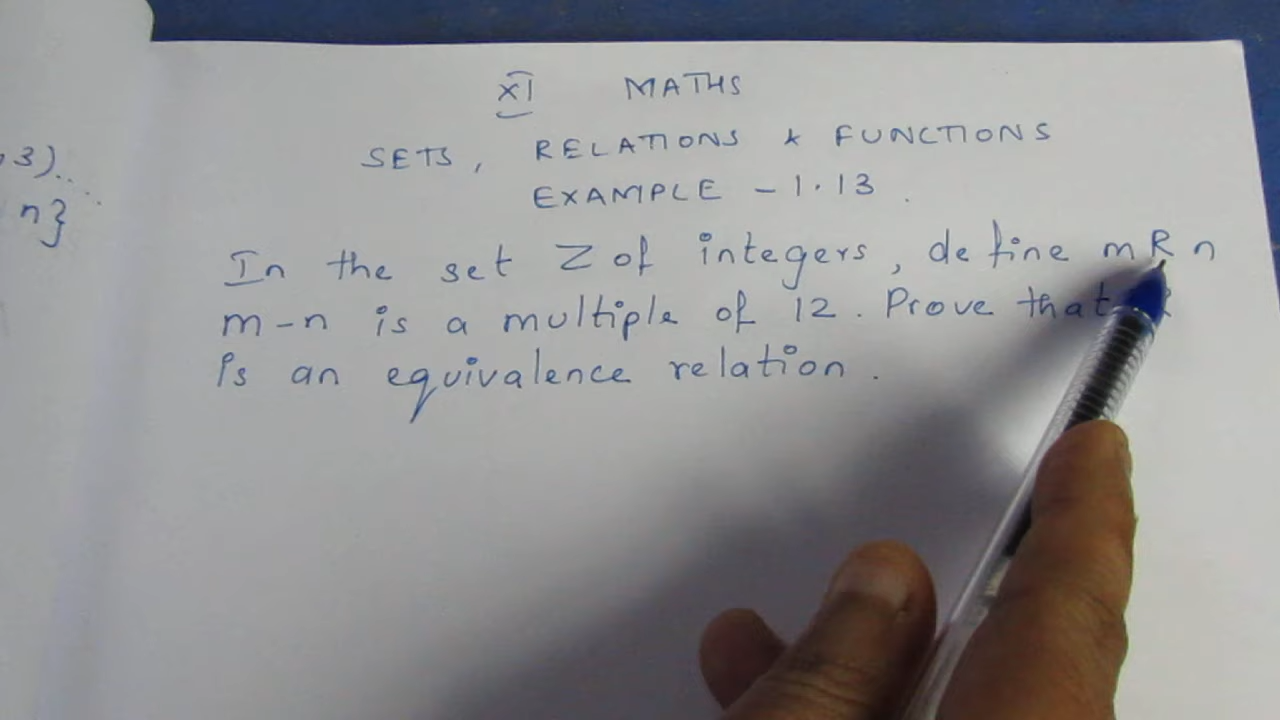 XI MATHS
SETS, RELATIONS & FUNCTIONS
EXAMPLE - 1.13.
In the set Z of integers, define m R n
m-n is a multiple of 12. Prove that R
is an equivalence relation.
3)..
n}